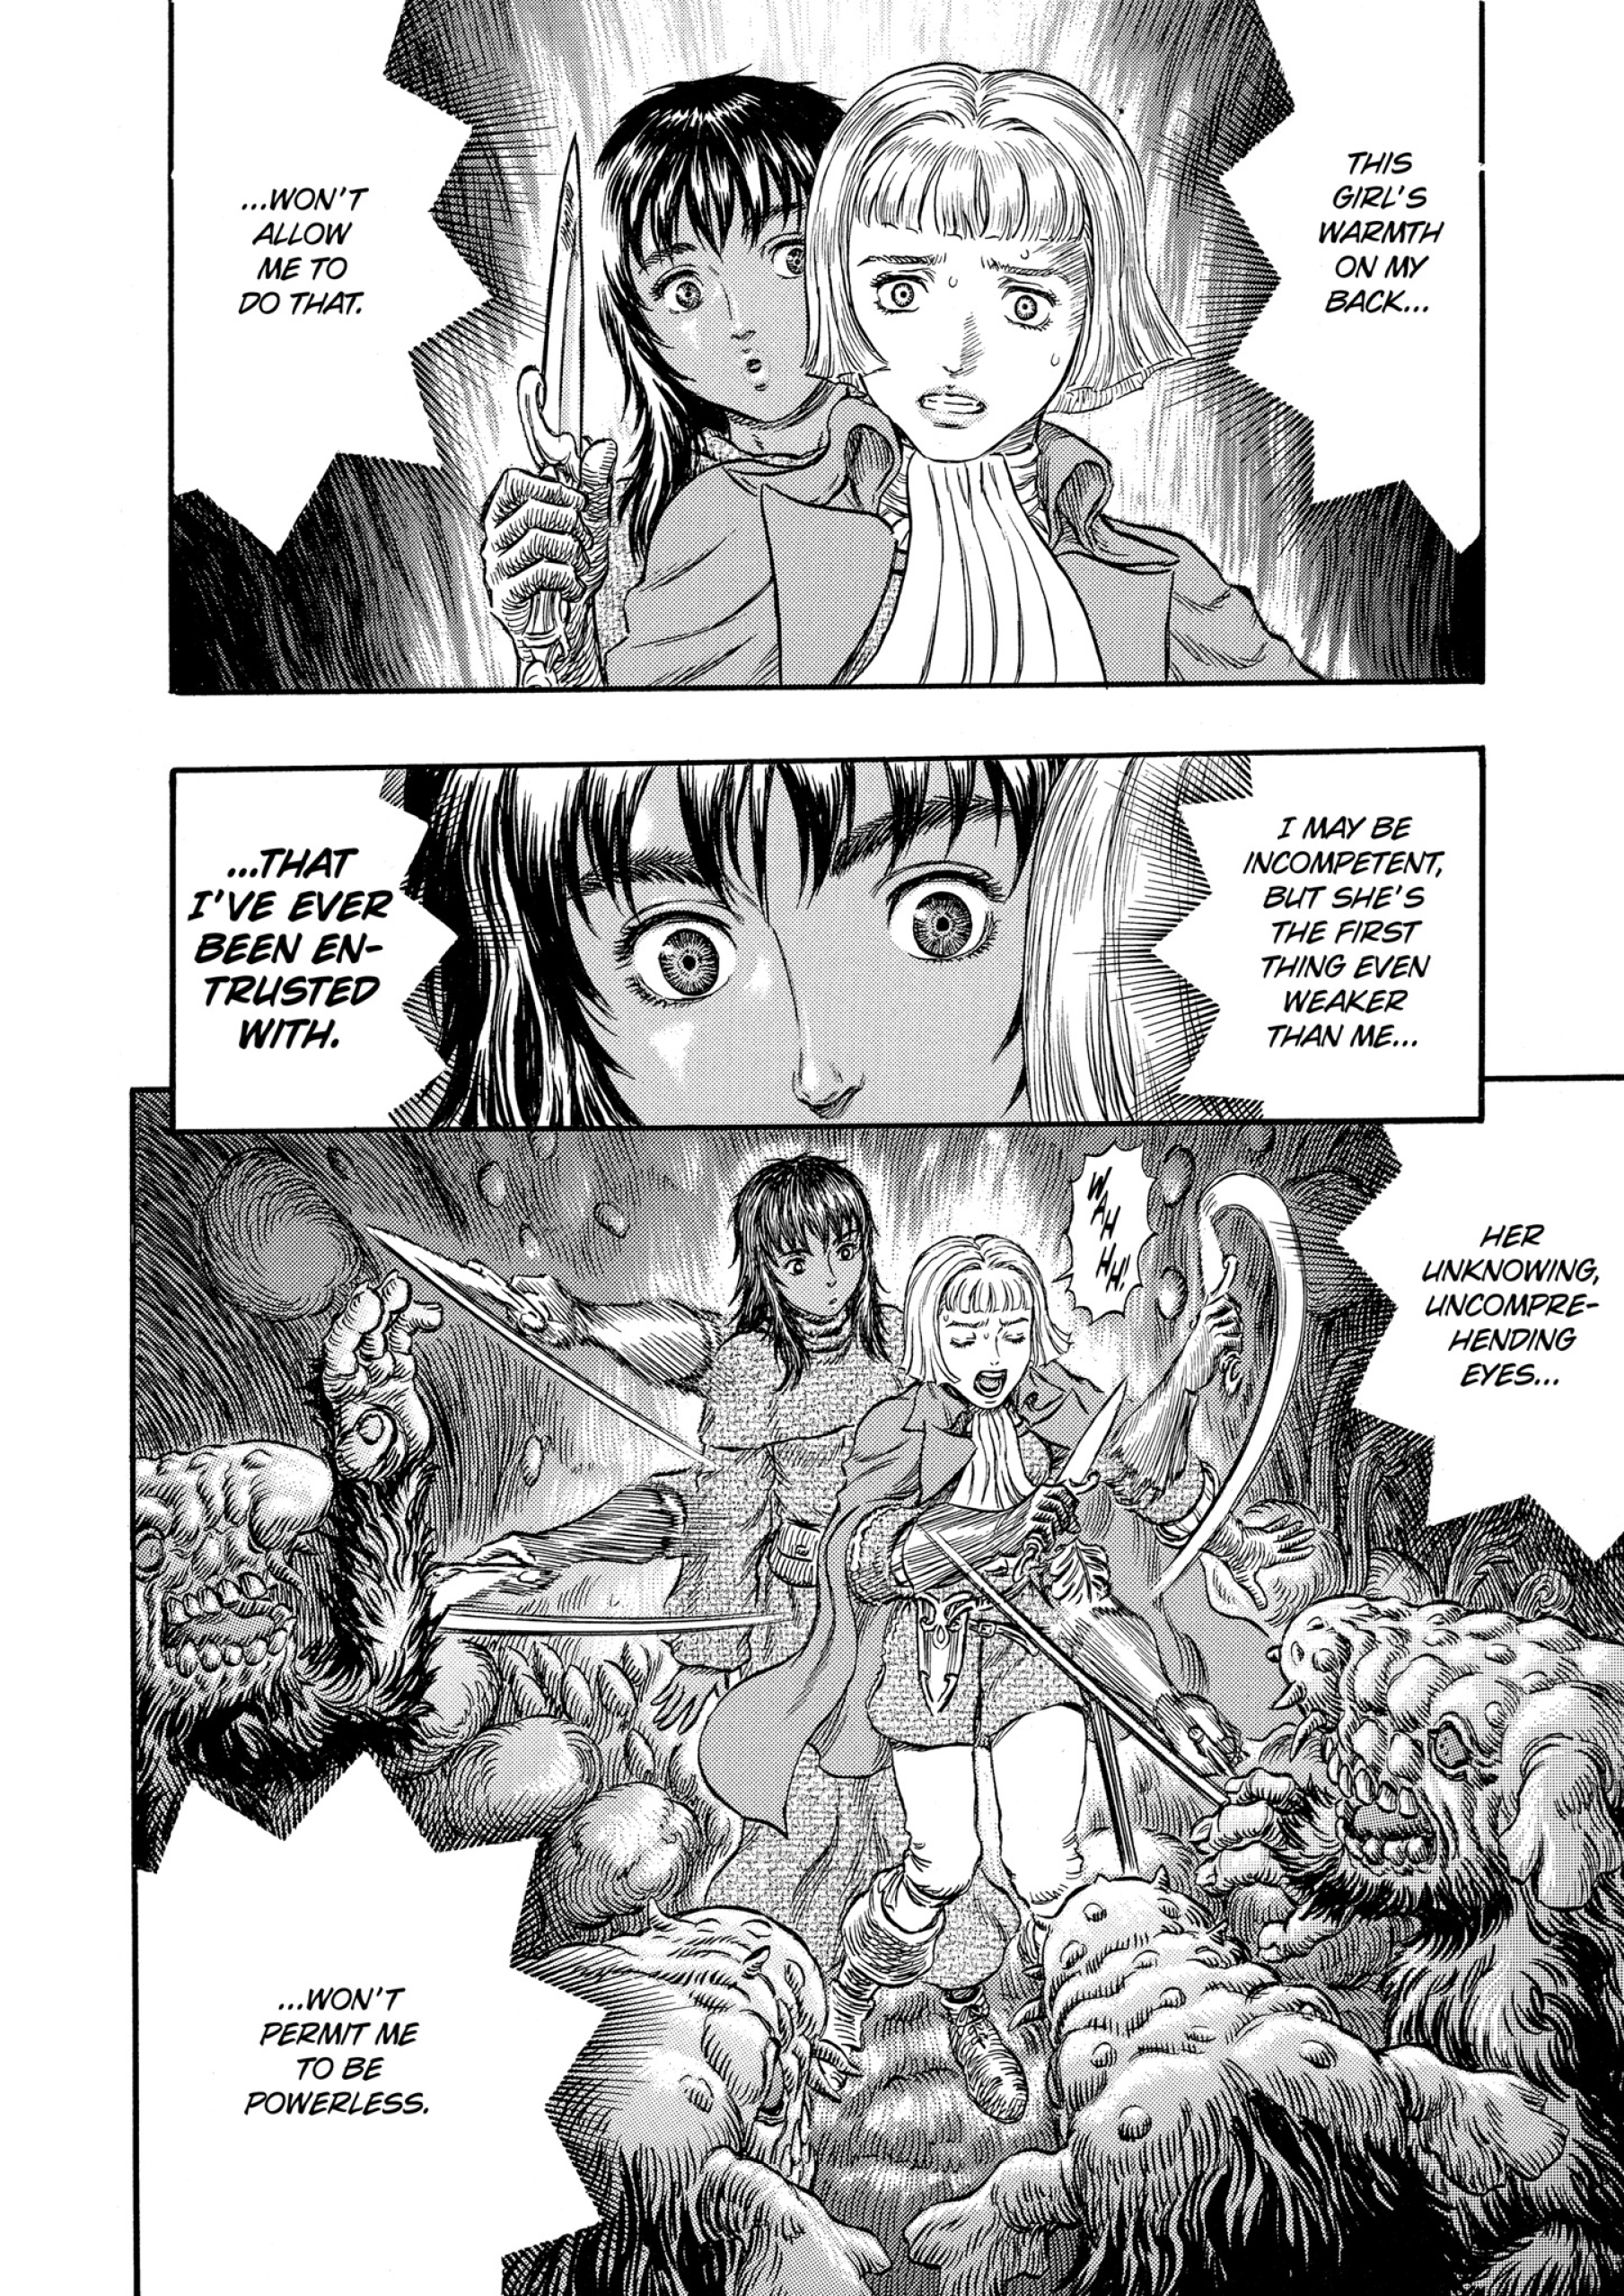 THIS
GIRL'S
WARMTH
ON MY
BACK...
...WON'T
ALLOW
ME TO
DO THAT.
I MAY BE
INCOMPETENT,
BUT SHE'S
THE FIRST
THING EVEN
WEAKER
THAN ME...
...THAT
I'VE EVER
BEEN EN-
TRUSTED
WITH.
HER
UNKNOWING,
UNCOMPRE-
HENDING
EYES...
WAHHH!
...WON'T
PERMIT ME
TO BE
POWERLESS.